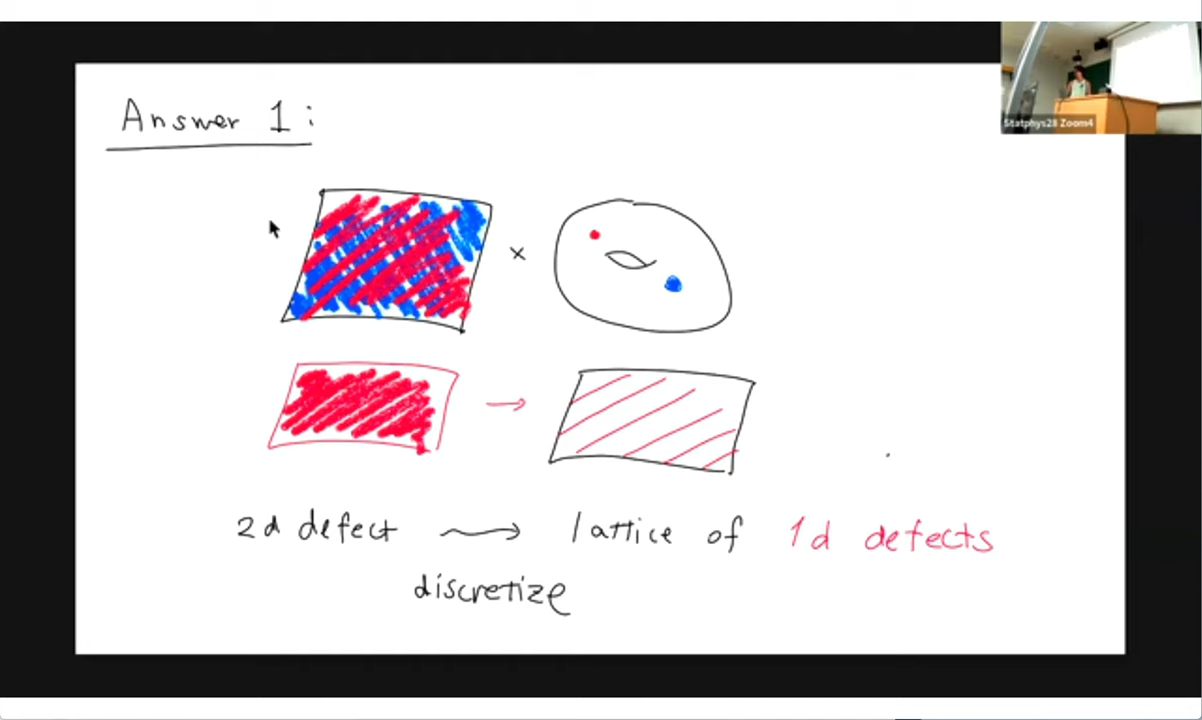 Answer 1:
Statphys28 Zoom4
×
2d defect → lattice of 1d defects
discretize